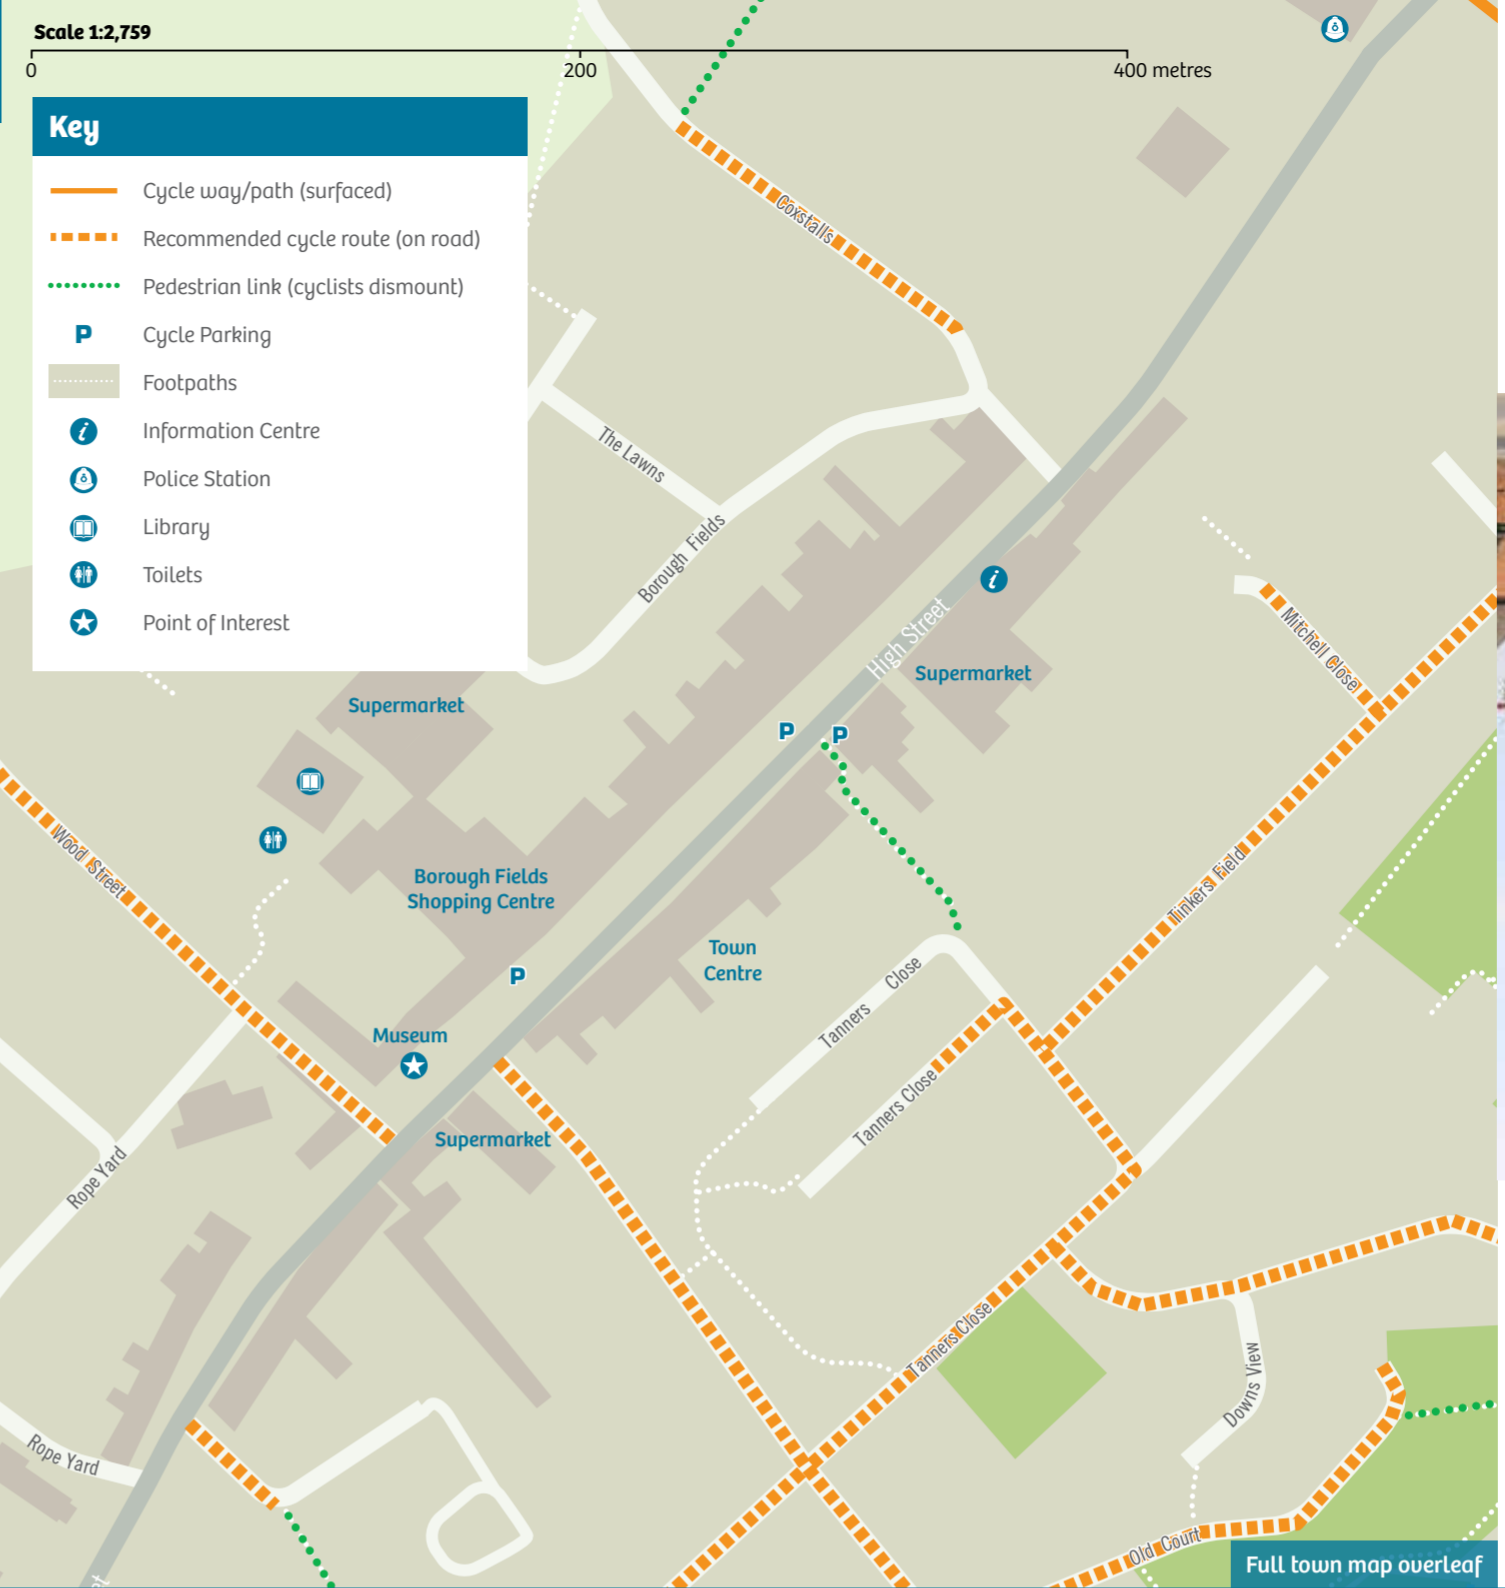 Scale 1:2,759
0
200
400 metres
Key
Cycle way/path (surfaced)
Recommended cycle route (on road)
Pedestrian link (cyclists dismount)
P
Cycle Parking
Footpaths
i
Information Centre
Police Station
Library
Toilets
Point of Interest
Coxstalls
The Lawns
Borough Fields
High Street
i
Supermarket
Mitchell Close
Supermarket
P
P
Wood Street
Borough Fields
Shopping Centre
Tinkers Field
Town
Centre
P
Tanners Close
Museum
Tanners Close
Supermarket
Rope Yard
Tanners Close
Downs View
Rope Yard
Old Court
Full town map overleaf